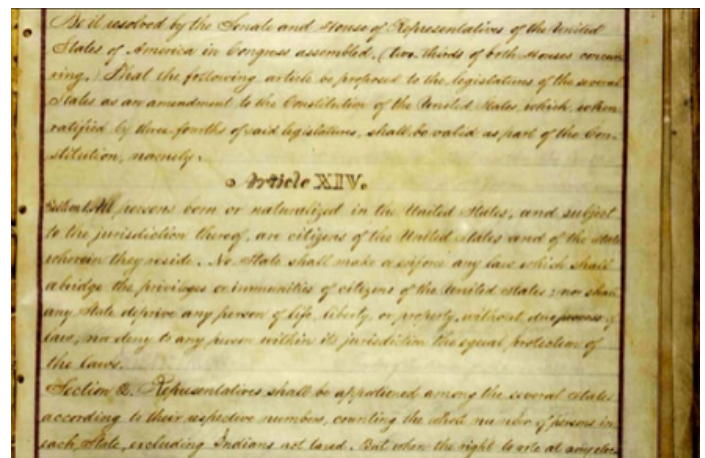 Be it resolved by the Senate and House of Representatives of the United
States of America in Congress assembled, (two-thirds of both Houses concur-
ring,) That the following article be proposed to the legislatures of the several
States as an amendment to the Constitution of the United States, which, when
ratified by three-fourths of said legislatures, shall be valid as part of the Con-
stitution, namely:
Article XIV.
Section 1. All persons born or naturalized in the United States, and subject
to the jurisdiction thereof, are citizens of the United States and of the State
wherein they reside. No State shall make or enforce any law which shall
abridge the privileges or immunities of citizens of the United States; nor shall
any State deprive any person of life, liberty, or property, without due process of
law, nor deny to any person within its jurisdiction the equal protection of
the laws.
Section 2. Representatives shall be apportioned among the several States
according to their respective numbers, counting the whole number of persons in
each State, excluding Indians not taxed. But when the right to vote at any elec-